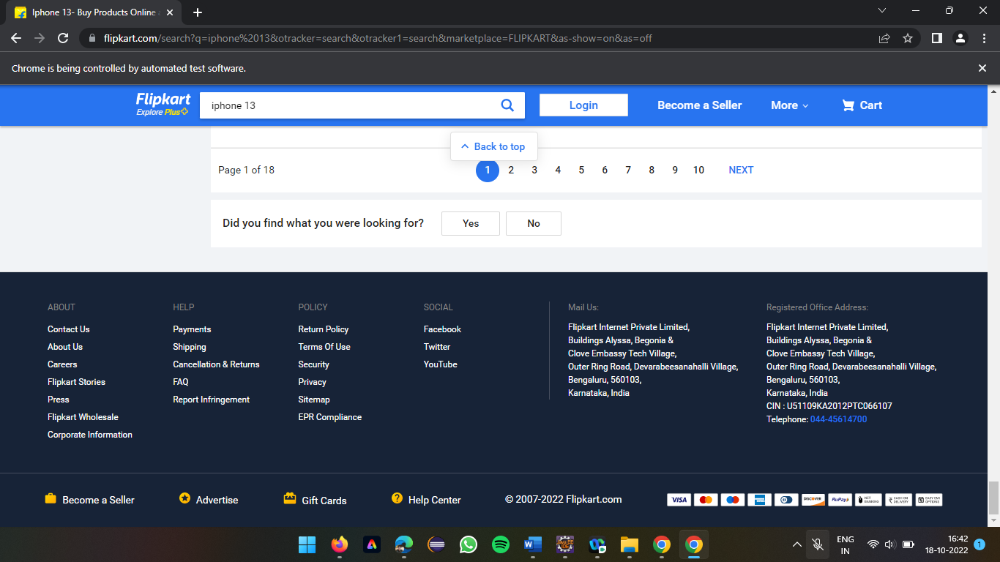 Iphone 13- Buy Products Online
flipkart.com/search?q=iphone%2013&otracker=search&otracker1=search&marketplace=FLIPKART&as-show=on&as=off
Chrome is being controlled by automated test software.
Flipkart
Explore Plus
iphone 13
Login
Become a Seller
More
Cart
Back to top
Page 1 of 18
1 2 3 4 5 6 7 8 9 10 NEXT
Did you find what you were looking for?
Yes
No
ABOUT
Contact Us
About Us
Careers
Flipkart Stories
Press
Flipkart Wholesale
Corporate Information
HELP
Payments
Shipping
Cancellation & Returns
FAQ
Report Infringement
POLICY
Return Policy
Terms Of Use
Security
Privacy
Sitemap
EPR Compliance
SOCIAL
Facebook
Twitter
YouTube
Mail Us:
Flipkart Internet Private Limited,
Buildings Alyssa, Begonia &
Clove Embassy Tech Village,
Outer Ring Road, Devarabeesanahalli Village,
Bengaluru, 560103,
Karnataka, India
Registered Office Address:
Flipkart Internet Private Limited,
Buildings Alyssa, Begonia &
Clove Embassy Tech Village,
Outer Ring Road, Devarabeesanahalli Village,
Bengaluru, 560103,
Karnataka, India
CIN : U51109KA2012PTC066107
Telephone: 044-45614700
Become a Seller
Advertise
Gift Cards
Help Center
© 2007-2022 Flipkart.com
VISA
DISCOVER
RuPay
NET
BANKING
CASH ON
DELIVERY
EASY EMI
OPTIONS
ENG
IN
16:42
18-10-2022
1